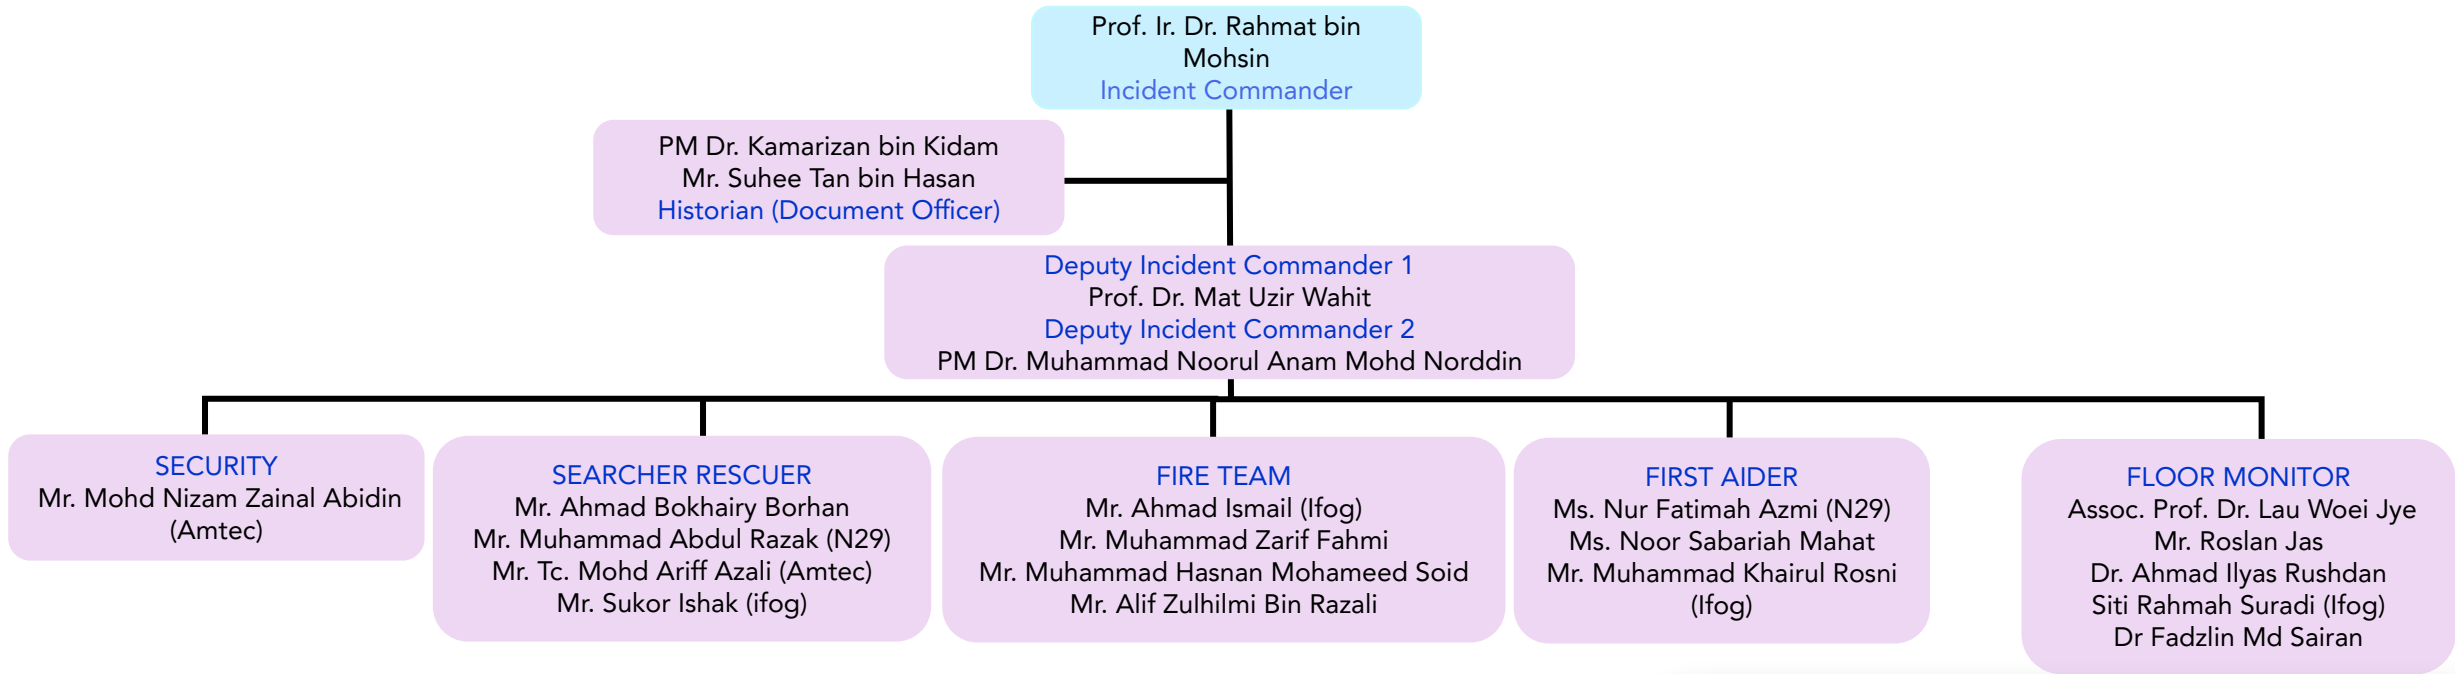 Prof. Ir. Dr. Rahmat bin
Mohsin
Incident Commander
PM Dr. Kamarizan bin Kidam
Mr. Suhee Tan bin Hasan
Historian (Document Officer)
Deputy Incident Commander 1
Prof. Dr. Mat Uzir Wahit
Deputy Incident Commander 2
PM Dr. Muhammad Noorul Anam Mohd Norddin
SECURITY
Mr. Mohd Nizam Zainal Abidin
(Amtec)
SEARCHER RESCUER
Mr. Ahmad Bokhairy Borhan
Mr. Muhammad Abdul Razak (N29)
Mr. Tc. Mohd Ariff Azali (Amtec)
Mr. Sukor Ishak (ifog)
FIRE TEAM
Mr. Ahmad Ismail (Ifog)
Mr. Muhammad Zarif Fahmi
Mr. Muhammad Hasnan Mohameed Soid
Mr. Alif Zulhilmi Bin Razali
FIRST AIDER
Ms. Nur Fatimah Azmi (N29)
Ms. Noor Sabariah Mahat
Mr. Muhammad Khairul Rosni
(Ifog)
FLOOR MONITOR
Assoc. Prof. Dr. Lau Woei Jye
Mr. Roslan Jas
Dr. Ahmad Ilyas Rushdan
Siti Rahmah Suradi (Ifog)
Dr Fadzlin Md Sairan